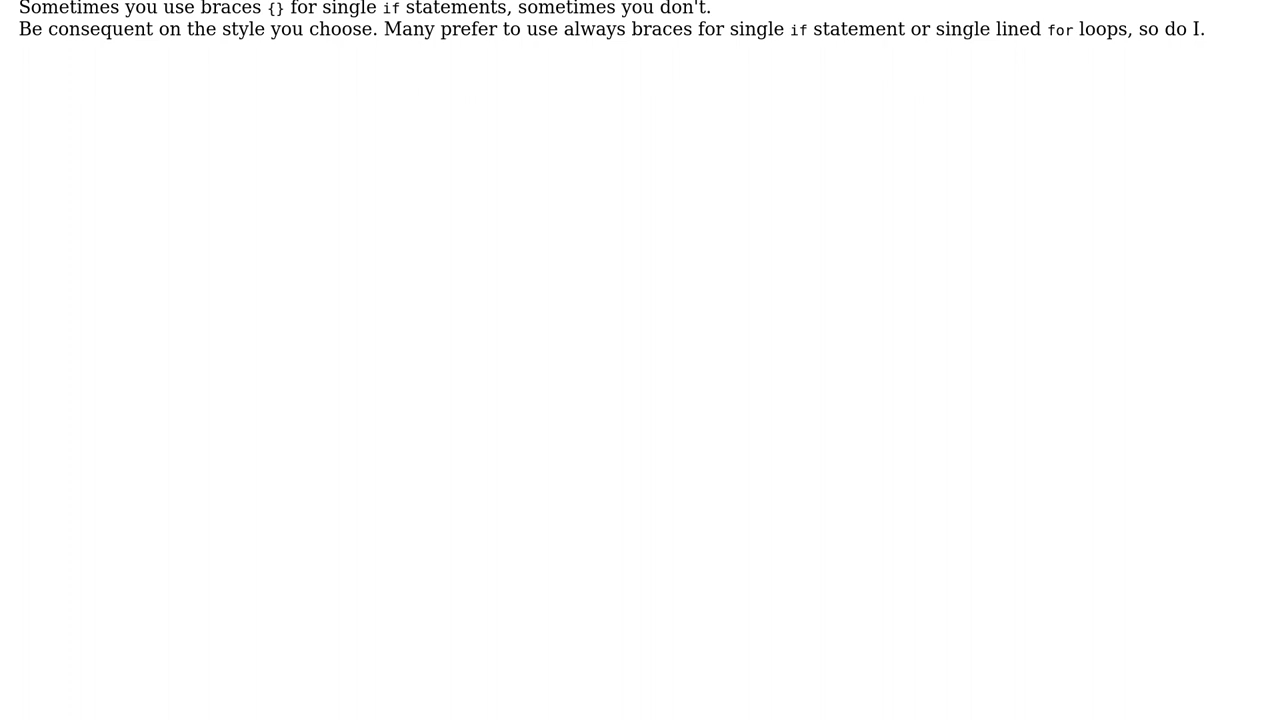 Sometimes you use braces {} for single if statements, sometimes you don't.
Be consequent on the style you choose. Many prefer to use always braces for single if statement or single lined for loops, so do I.